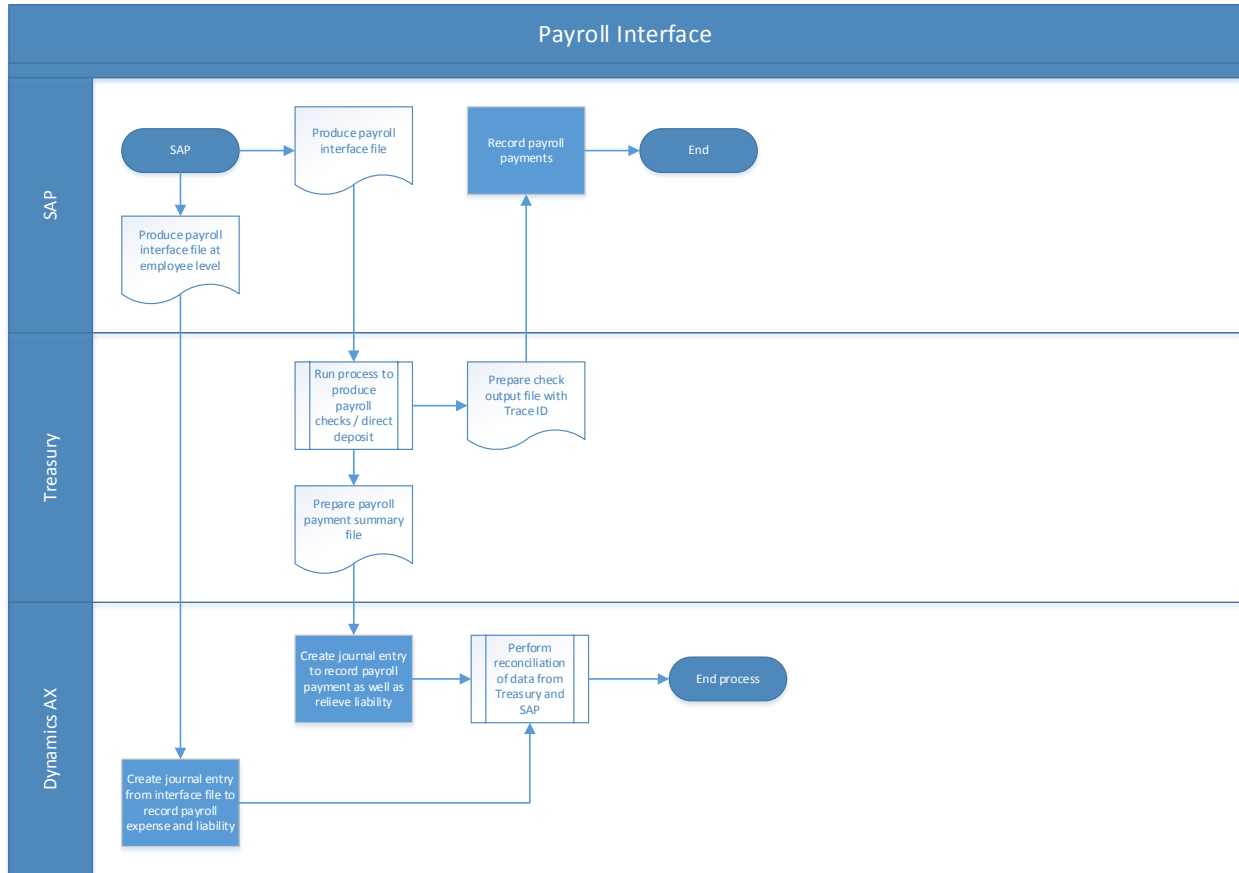 Payroll Interface
SAP
SAP
Produce payroll
interface file
Record payroll
payments
End
Produce payroll
interface file at
employee level
Treasury
Run process to
produce
payroll
checks / direct
deposit
Prepare check
output file with
Trace ID
Prepare payroll
payment summary
file
Dynamics AX
Create journal entry
to record payroll
payment as well as
relieve liability
Perform
reconciliation
of data from
Treasury and
SAP
End process
Create journal entry
from interface file to
record payroll
expense and liability